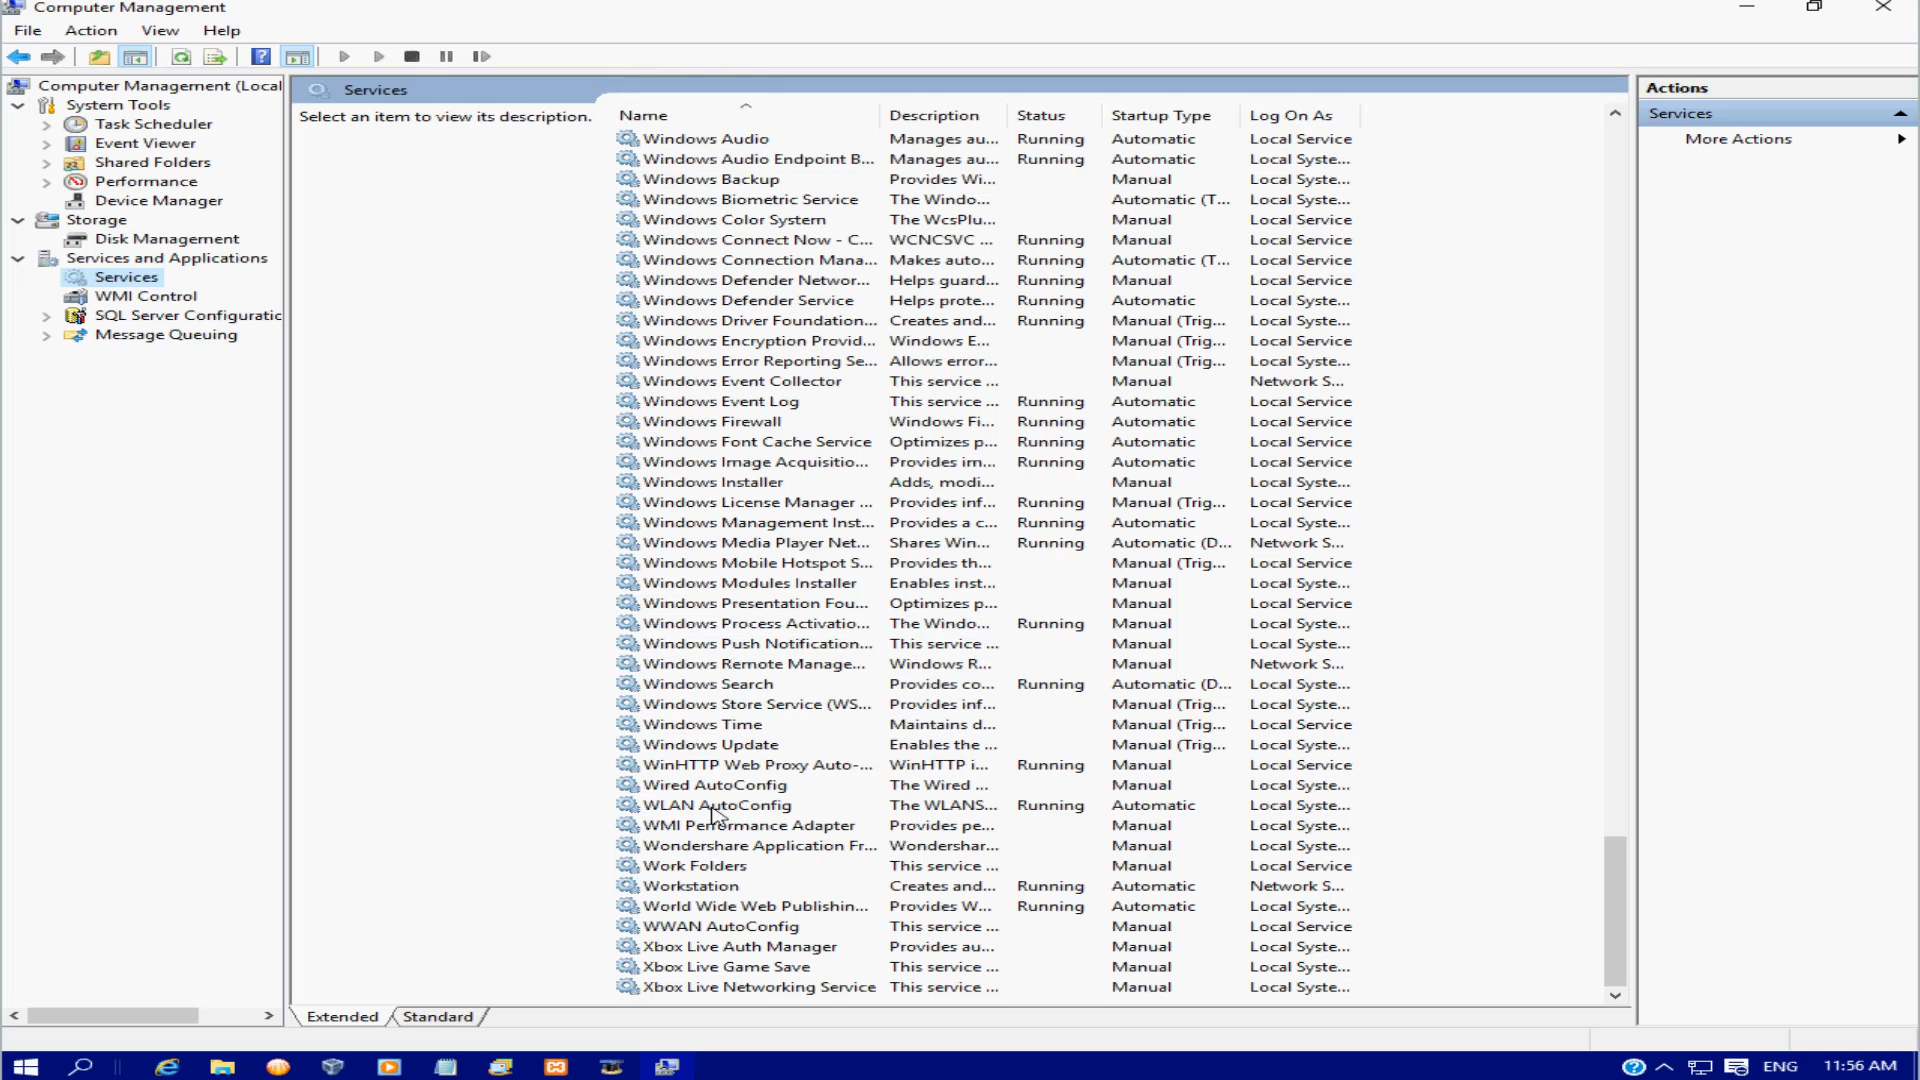 Computer Management
File Action View Help
Computer Management (Local
System Tools
Task Scheduler
Event Viewer
Shared Folders
Performance
Device Manager
Storage
Disk Management
Services and Applications
Services
WMI Control
SQL Server Configuratic
Message Queuing
Services
Select an item to view its description.
Name Description Status Startup Type Log On As
Windows Audio Manages au... Running Automatic Local Service
Windows Audio Endpoint B... Manages au... Running Automatic Local Syste...
Windows Backup Provides Wi... Manual Local Syste...
Windows Biometric Service The Windo... Automatic (T... Local Syste...
Windows Color System The WcsPlu... Manual Local Service
Windows Connect Now - C... WCNCSVC ... Running Manual Local Service
Windows Connection Mana... Makes auto... Running Automatic (T... Local Service
Windows Defender Networ... Helps guard... Running Manual Local Service
Windows Defender Service Helps prote... Running Automatic Local Syste...
Windows Driver Foundation... Creates and... Running Manual (Trig... Local Syste...
Windows Encryption Provid... Windows E... Manual (Trig... Local Service
Windows Error Reporting Se... Allows error... Manual (Trig... Local Syste...
Windows Event Collector This service ... Manual Network S...
Windows Event Log This service ... Running Automatic Local Service
Windows Firewall Windows Fi... Running Automatic Local Service
Windows Font Cache Service Optimizes p... Running Automatic Local Service
Windows Image Acquisitio... Provides im... Running Automatic Local Service
Windows Installer Adds, modi... Manual Local Syste...
Windows License Manager ... Provides inf... Running Manual (Trig... Local Service
Windows Management Inst... Provides a c... Running Automatic Local Syste...
Windows Media Player Net... Shares Win... Running Automatic (D... Network S...
Windows Mobile Hotspot S... Provides th... Manual (Trig... Local Service
Windows Modules Installer Enables inst... Manual Local Syste...
Windows Presentation Fou... Optimizes p... Manual Local Service
Windows Process Activatio... The Windo... Running Manual Local Syste...
Windows Push Notification... This service ... Manual Local Syste...
Windows Remote Manage... Windows R... Manual Network S...
Windows Search Provides co... Running Automatic (D... Local Syste...
Windows Store Service (WS... Provides inf... Manual (Trig... Local Syste...
Windows Time Maintains d... Manual (Trig... Local Service
Windows Update Enables the ... Manual (Trig... Local Syste...
WinHTTP Web Proxy Auto-... WinHTTP i... Running Manual Local Service
Wired AutoConfig The Wired ... Manual Local Syste...
WLAN AutoConfig The WLANS... Running Automatic Local Syste...
WMI Performance Adapter Provides pe... Manual Local Syste...
Wondershare Application Fr... Wondershar... Manual Local Syste...
Work Folders This service ... Manual Local Service
Workstation Creates and... Running Automatic Network S...
World Wide Web Publishin... Provides W... Running Automatic Local Syste...
WWAN AutoConfig This service ... Manual Local Service
Xbox Live Auth Manager Provides au... Manual Local Syste...
Xbox Live Game Save This service ... Manual Local Syste...
Xbox Live Networking Service This service ... Manual Local Syste...
Extended Standard
Actions
Services
More Actions
ENG 11:56 AM